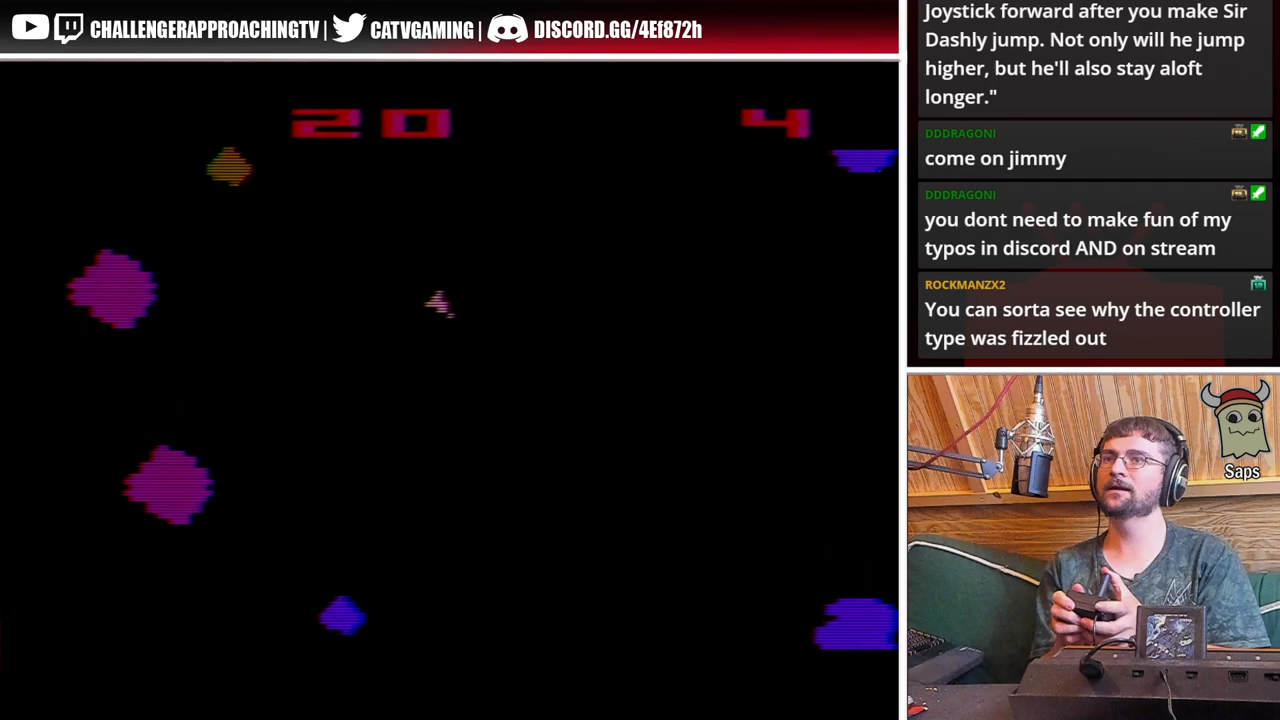 CHALLENGERAPPROACHINGTV | CATVGAMING | DISCORD.GG/4Ef872h
20 4
Joystick forward after you make Sir
Dashly jump. Not only will he jump
higher, but he'll also stay aloft
longer."
DDDRAGONI
come on jimmy
DDDRAGONI
you dont need to make fun of my
typos in discord AND on stream
ROCKMANZX2
You can sorta see why the controller
type was fizzled out
Saps